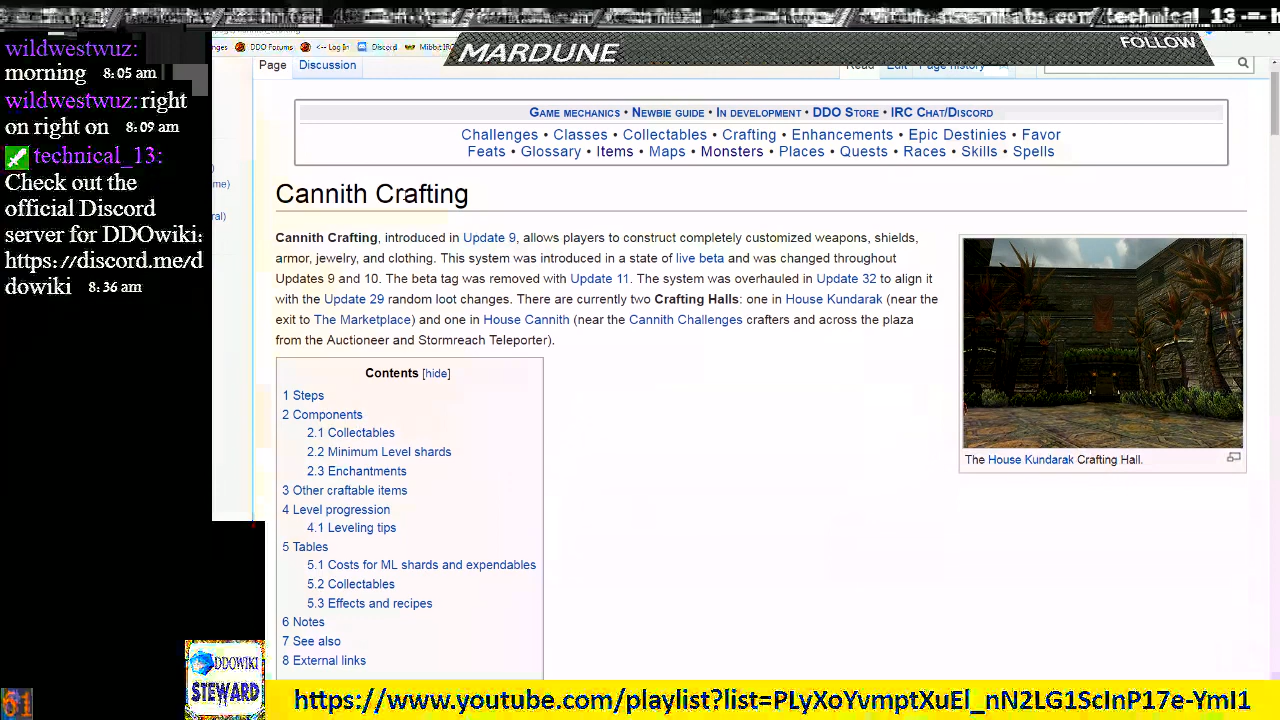 technical_13
wildwestwuz:
morning 8:05 am
wildwestwuz: right
on right on 8:09 am
technical_13:
Check out the
official Discord
server for DDOwiki:
https://discord.me/d
dowiki 8:36 am
DDO Forums <-- Log In Discord
MARDUNE
FOLLOW
Page Discussion Read Edit Page history
Game mechanics • Newbie guide • In development • DDO Store • IRC Chat/Discord
Challenges • Classes • Collectables • Crafting • Enhancements • Epic Destinies • Favor
Feats • Glossary • Items • Maps • Monsters • Places • Quests • Races • Skills • Spells
Cannith Crafting
Cannith Crafting, introduced in Update 9, allows players to construct completely customized weapons, shields,
armor, jewelry, and clothing. This system was introduced in a state of live beta and was changed throughout
Updates 9 and 10. The beta tag was removed with Update 11. The system was overhauled in Update 32 to align it
with the Update 29 random loot changes. There are currently two Crafting Halls: one in House Kundarak (near the
exit to The Marketplace) and one in House Cannith (near the Cannith Challenges crafters and across the plaza
from the Auctioneer and Stormreach Teleporter).
The House Kundarak Crafting Hall.
Contents [hide]
1 Steps
2 Components
2.1 Collectables
2.2 Minimum Level shards
2.3 Enchantments
3 Other craftable items
4 Level progression
4.1 Leveling tips
5 Tables
5.1 Costs for ML shards and expendables
5.2 Collectables
5.3 Effects and recipes
6 Notes
7 See also
8 External links
DDOWIKI
STEWARD
https://www.youtube.com/playlist?list=PLyXoYvmptXuEl_nN2LG1ScInP17e-YmI1